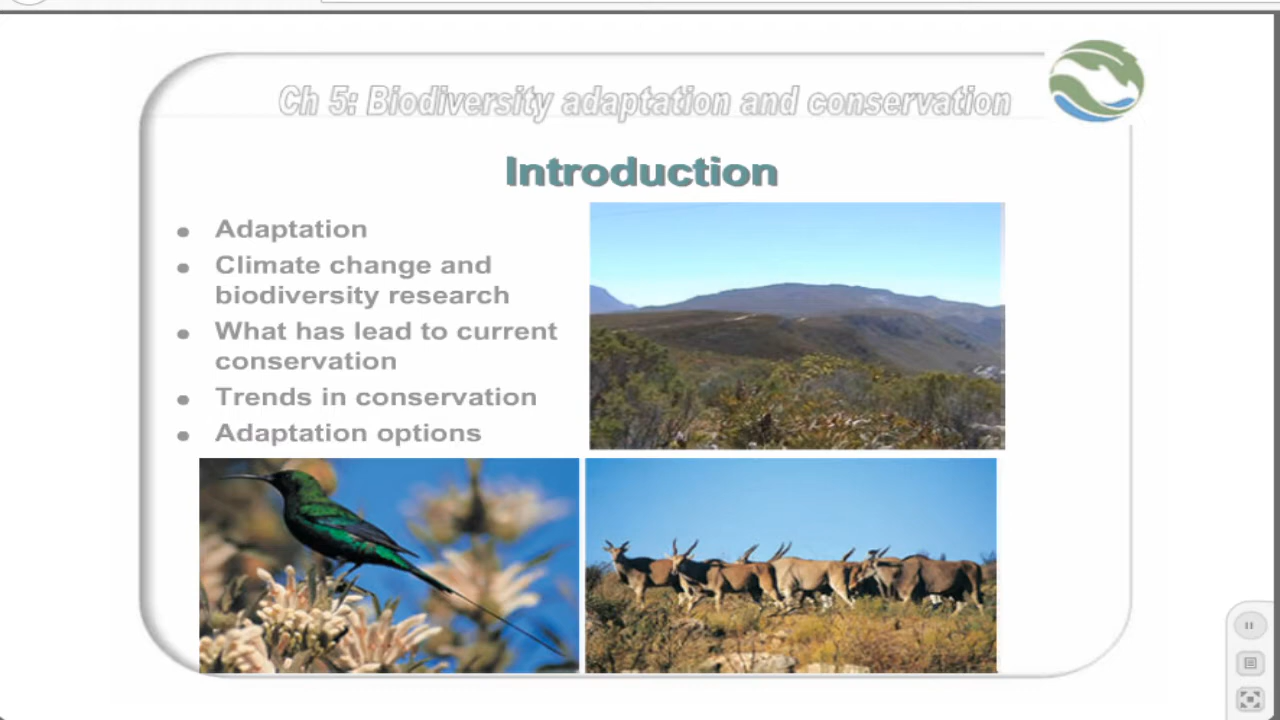 Ch 5: Biodiversity adaptation and conservation
Introduction
• Adaptation
• Climate change and
biodiversity research
• What has lead to current
conservation
• Trends in conservation
• Adaptation options